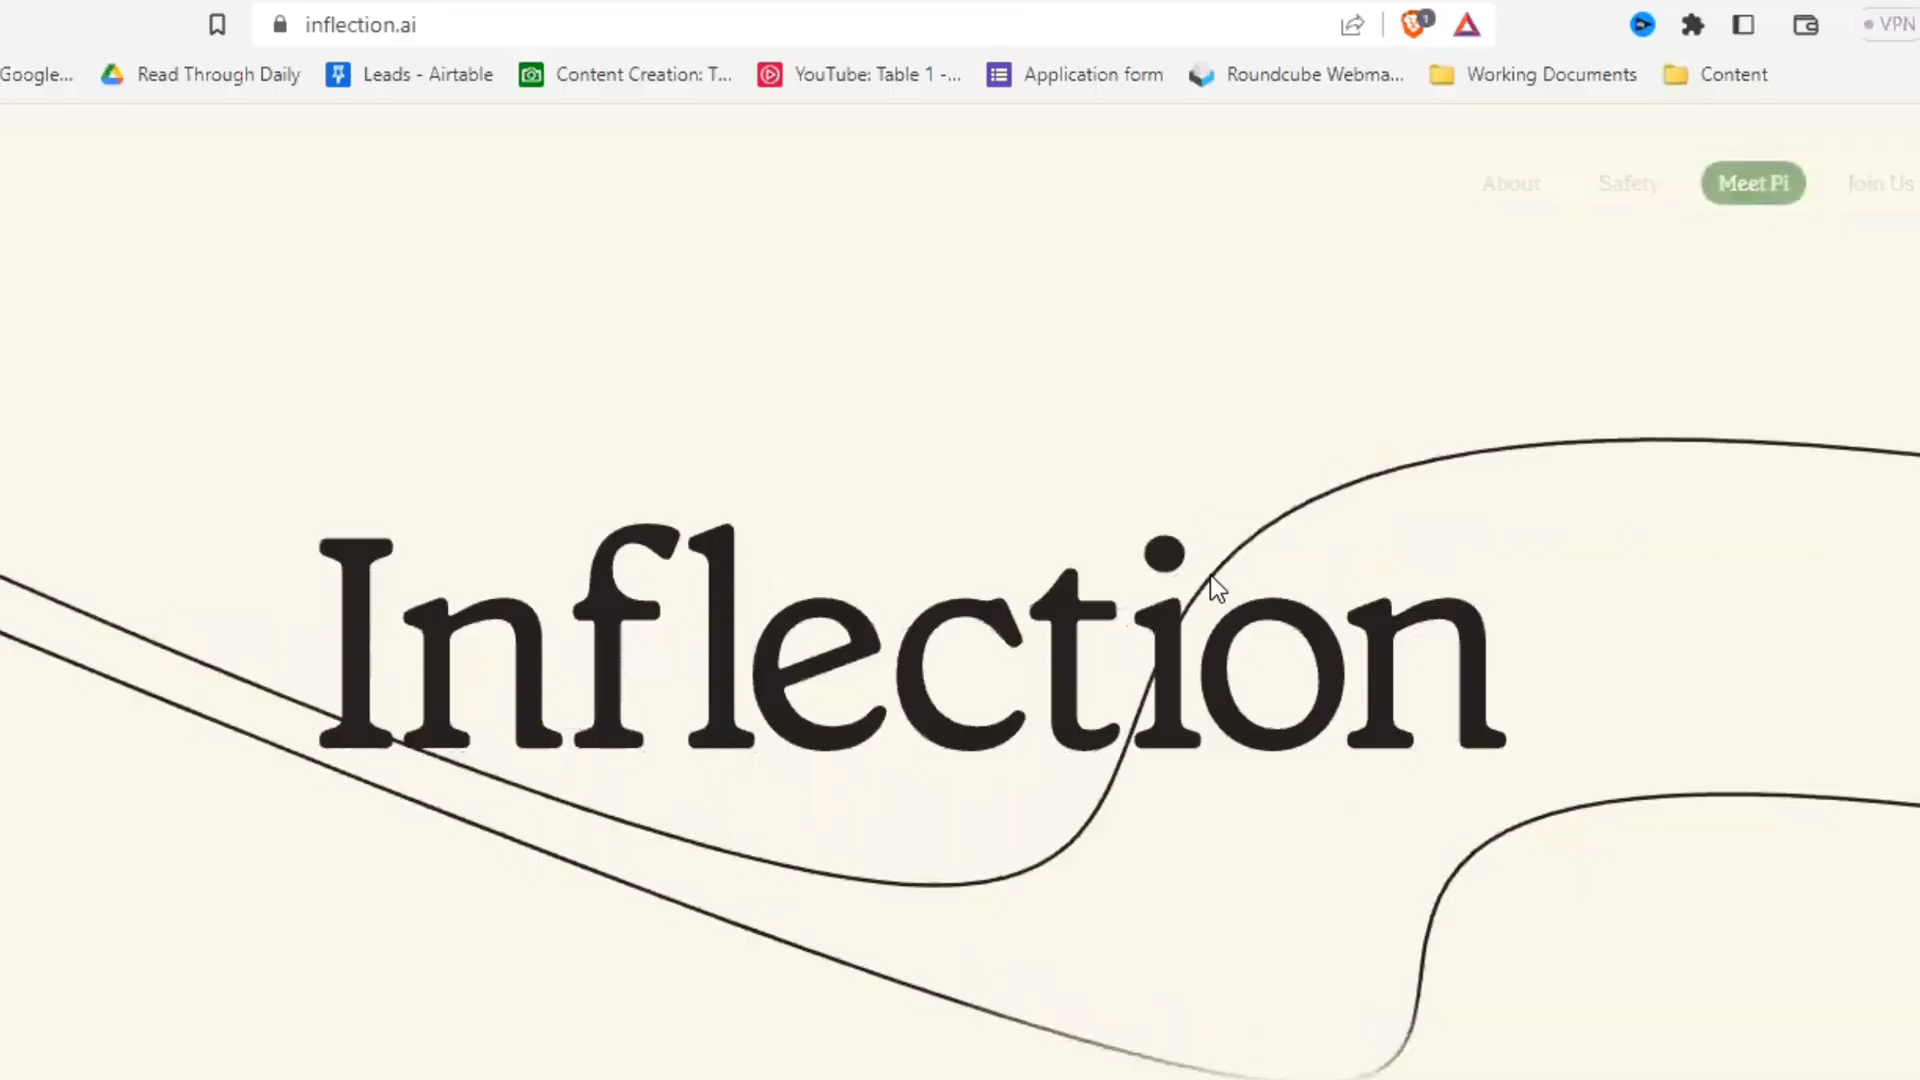 inflection.ai
1
VPN
Google...
Read Through Daily
Leads - Airtable
Content Creation: T...
YouTube: Table 1 -...
Application form
Roundcube Webma...
Working Documents
Content
About
Safety
Meet Pi
Join Us
Inflection